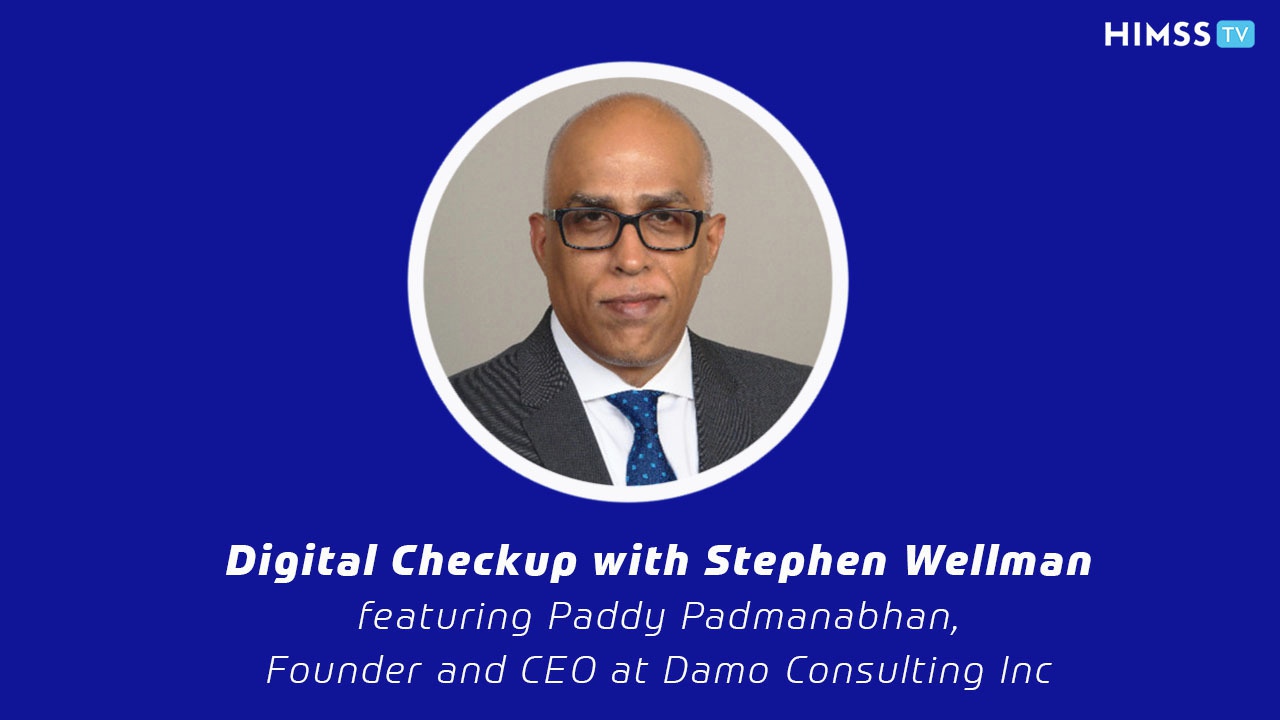 HIMSS TV
Digital Checkup with Stephen Wellman
featuring Paddy Padmanabhan,
Founder and CEO at Damo Consulting Inc